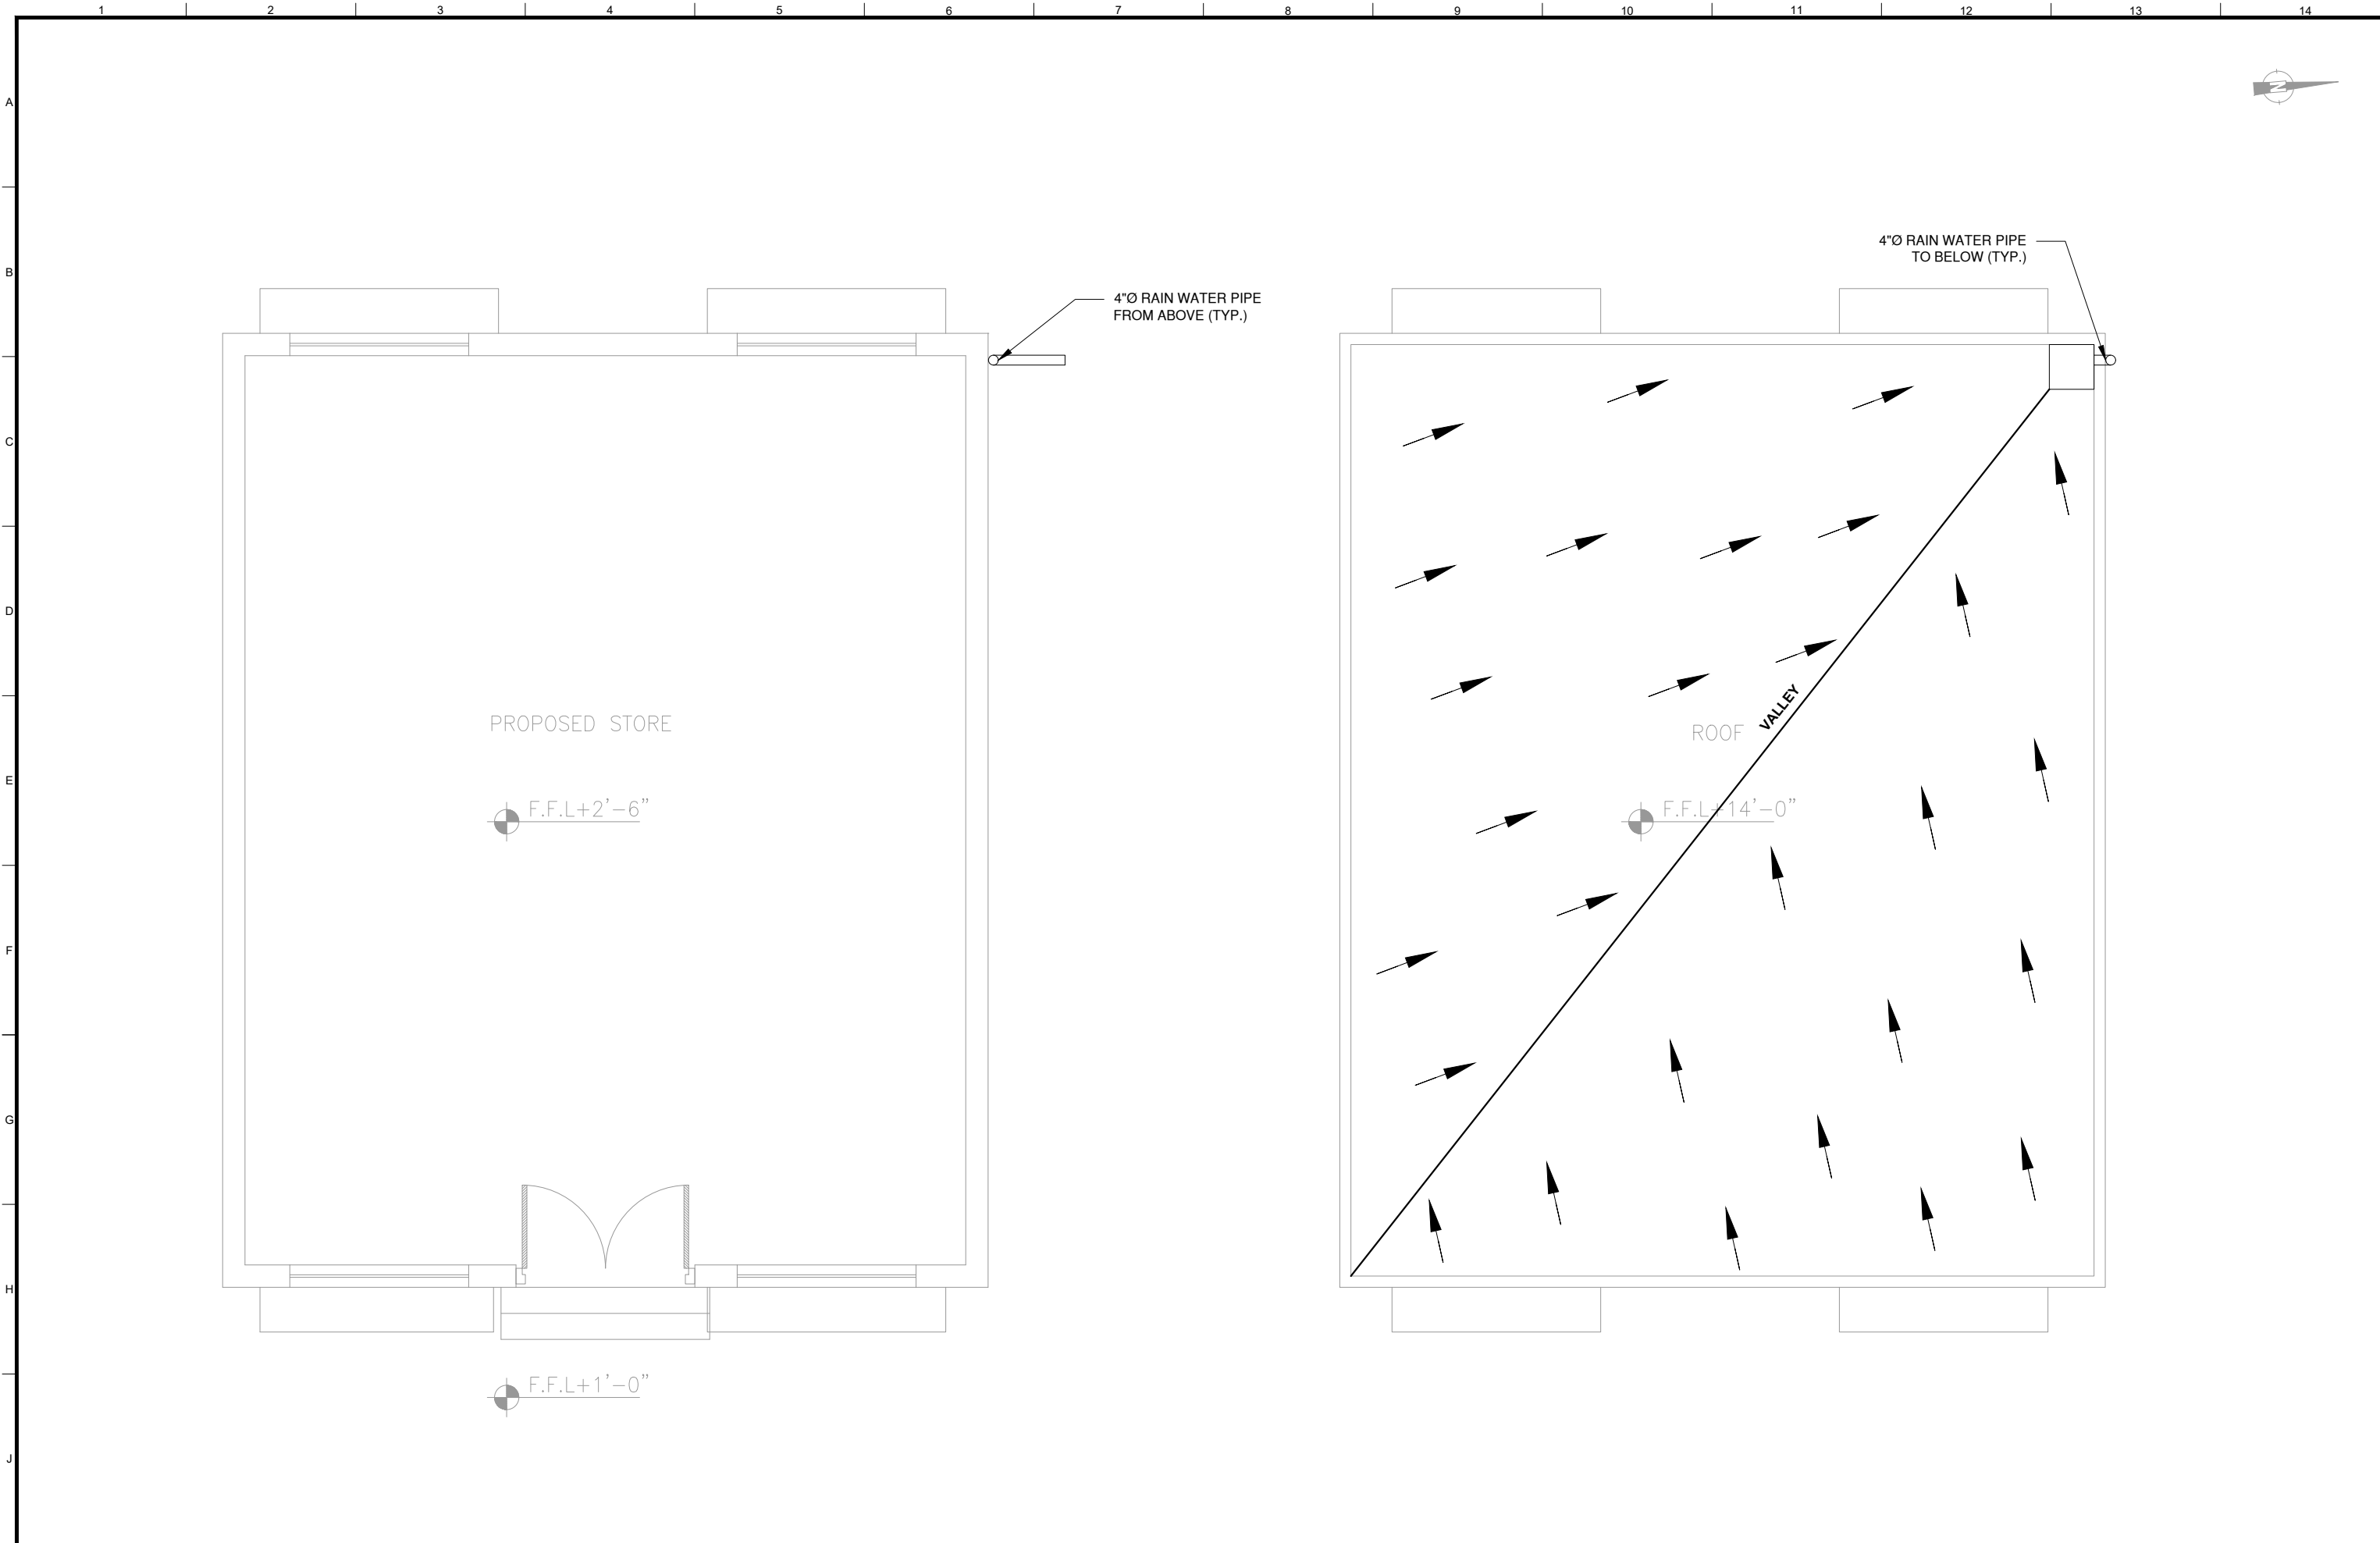 1 2 3 4 5 6 7 8 9 10 11 12 13 14
A
N
B
4"Ø RAIN WATER PIPE
TO BELOW (TYP.)
4"Ø RAIN WATER PIPE
FROM ABOVE (TYP.)
C
D
VALLEY
PROPOSED STORE
ROOF
E
F.F.L+2'-6"
F.F.L+14'-0"
F
G
H
F.F.L+1'-0"
J